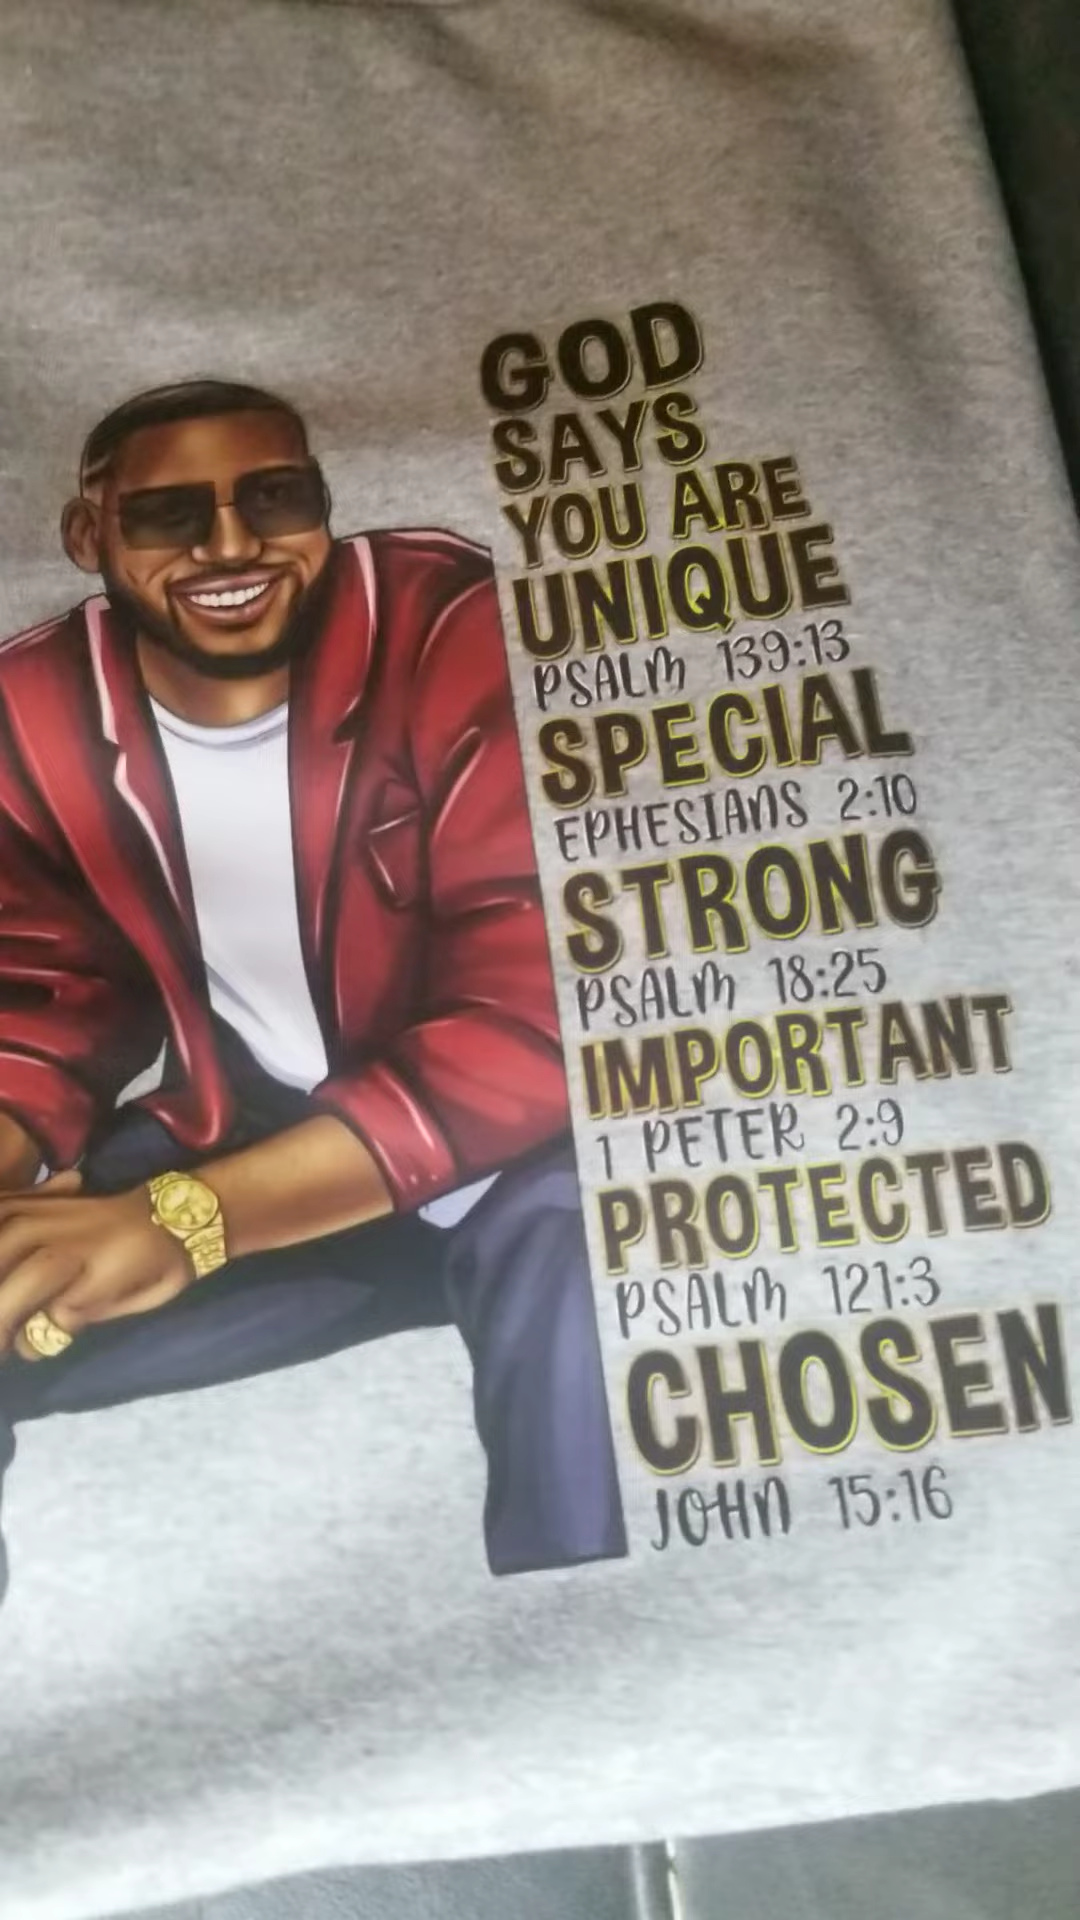 GOD
SAYS
YOU ARE
UNIQUE
PSALM 139:13
SPECIAL
EPHESIANS 2:10
STRONG
PSALM 18:25
IMPORTANT
1 PETER 2:9
PROTECTED
PSALM 121:3
CHOSEN
JOHN 15:16